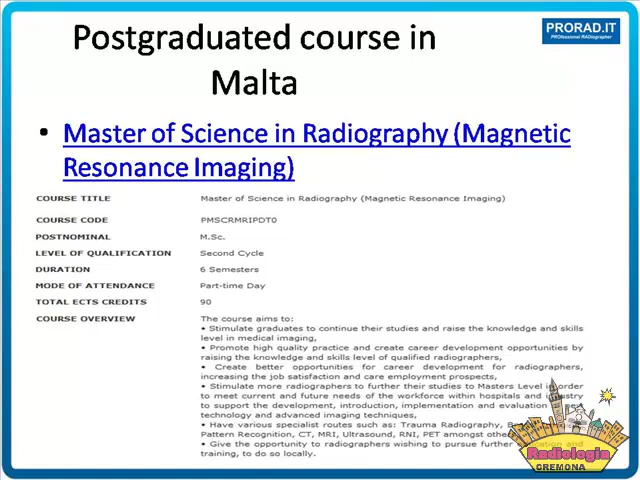 Postgraduated course in
Malta
PRORAD.IT
PROfessional RADiographer
• Master of Science in Radiography (Magnetic
Resonance Imaging)
COURSE TITLE Master of Science in Radiography (Magnetic Resonance Imaging)
COURSE CODE PMSCRMRIPDT0
POSTNOMINAL M.Sc.
LEVEL OF QUALIFICATION Second Cycle
DURATION 6 Semesters
MODE OF ATTENDANCE Part-time Day
TOTAL ECTS CREDITS 90
COURSE OVERVIEW The course aims to:
• Stimulate graduates to continue their studies and raise the knowledge and skills
level in medical imaging,
• Promote high quality practice and create career development opportunities by
raising the knowledge and skills level of qualified radiographers,
• Create better opportunities for career development for radiographers,
increasing the job satisfaction and care employment prospects,
• Stimulate more radiographers to further their studies to Masters Level in order
to meet current and future needs of the workforce within hospitals and industry
to support the development, introduction, implementation and evaluation of
technology and advanced imaging techniques,
• Have various specialist routes such as: Trauma Radiography,
Pattern Recognition, CT, MRI, Ultrasound, RNI, PET amongst
• Give the opportunity to radiographers wishing to pursue further and
training, to do so locally.
Radiologia
CREMONA